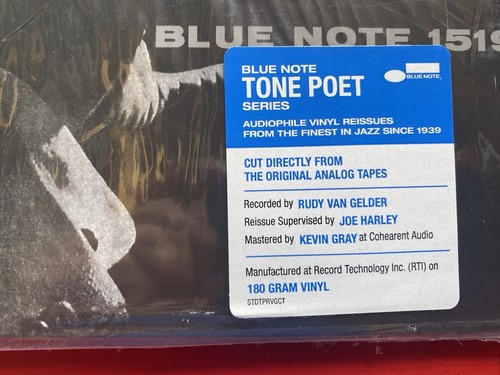 BLUE NOTE 1519
BLUE NOTE
TONE POET
SERIES
BLUE NOTE
AUDIOPHILE VINYL REISSUES
FROM THE FINEST IN JAZZ SINCE 1939
CUT DIRECTLY FROM
THE ORIGINAL ANALOG TAPES
Recorded by RUDY VAN GELDER
Reissue Supervised by JOE HARLEY
Mastered by KEVIN GRAY at Cohearent Audio
Manufactured at Record Technology Inc. (RTI) on
180 GRAM VINYL
STDTPRVGCT